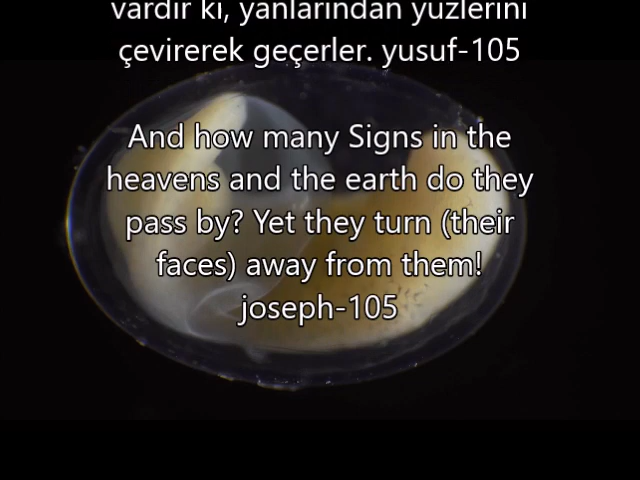 vardır ki, yanlarından yüzlerini
çevirerek geçerler. yusuf-105
And how many Signs in the
heavens and the earth do they
pass by? Yet they turn (their
faces) away from them!
joseph-105